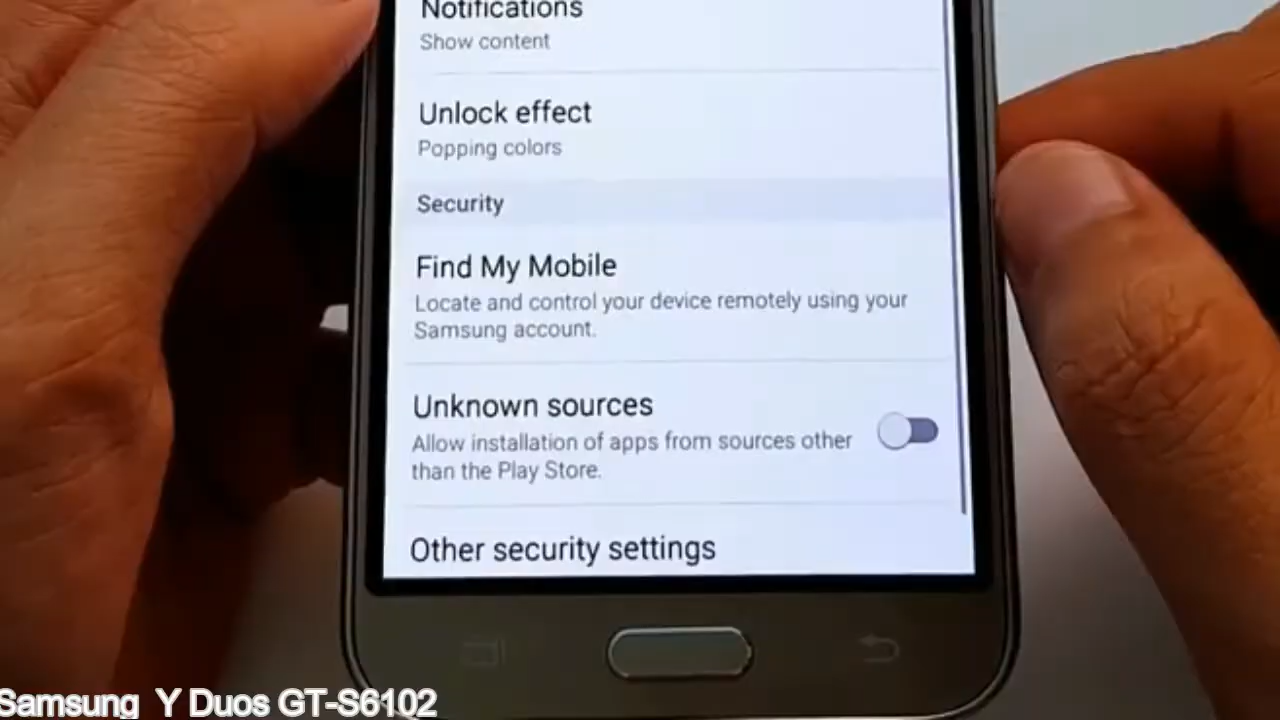 Notifications
Show content
Unlock effect
Popping colors
Security
Find My Mobile
Locate and control your device remotely using your
Samsung account.
Unknown sources
Allow installation of apps from sources other
than the Play Store.
Other security settings
Samsung Y Duos GT-S6102